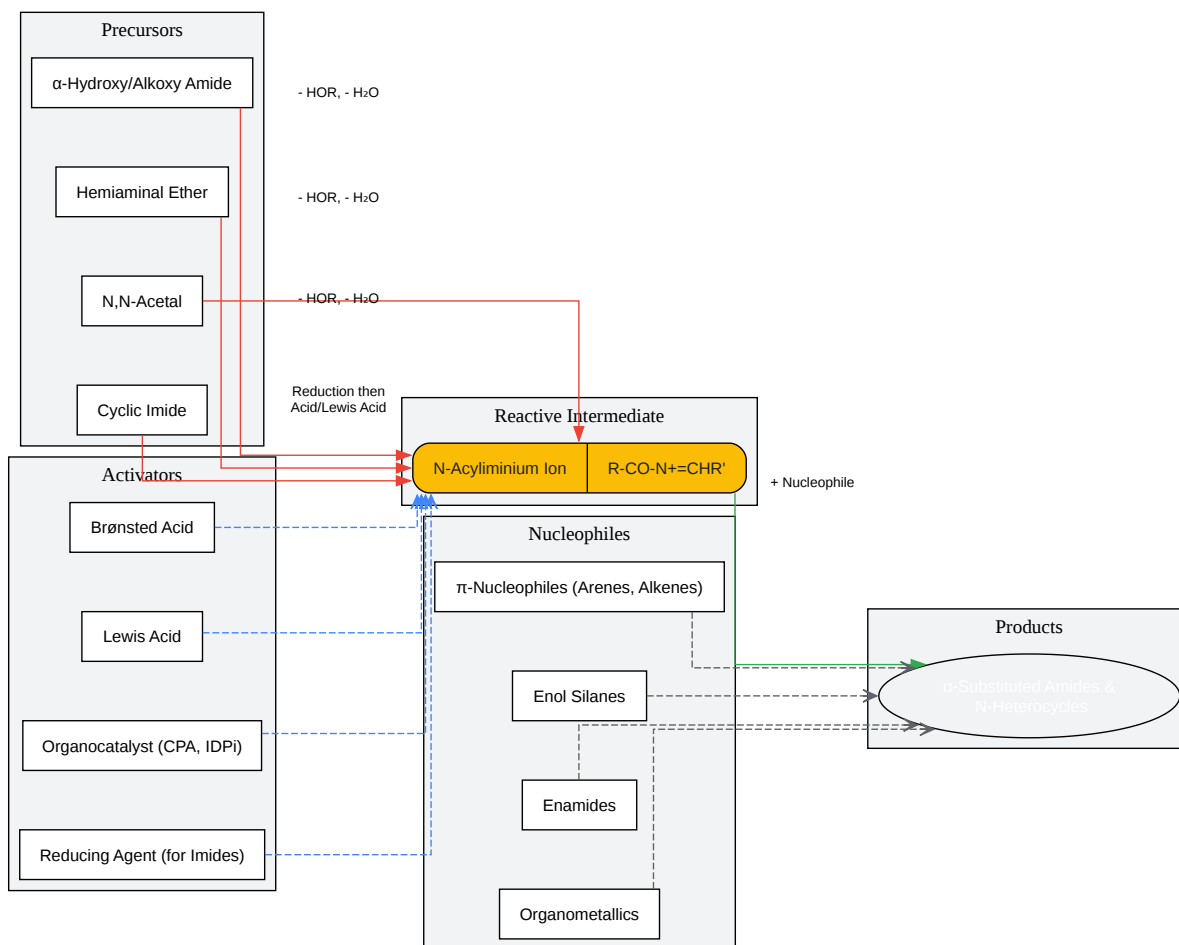 Precursors
α-Hydroxy/Alkoxy Amide
- HOR, - H₂O
Hemiaminal Ether
- HOR, - H₂O
N,N-Acetal
- HOR, - H₂O
Cyclic Imide
Reduction then
Acid/Lewis Acid
Reactive Intermediate
N-Acyliminium Ion
R-CO-N+=CHR'
+ Nucleophile
Activators
Brønsted Acid
Lewis Acid
Organocatalyst (CPA, IDPi)
Reducing Agent (for Imides)
Nucleophiles
π-Nucleophiles (Arenes, Alkenes)
Enol Silanes
Enamides
Organometallics
Products
α-Substituted Amides &
N-Heterocycles